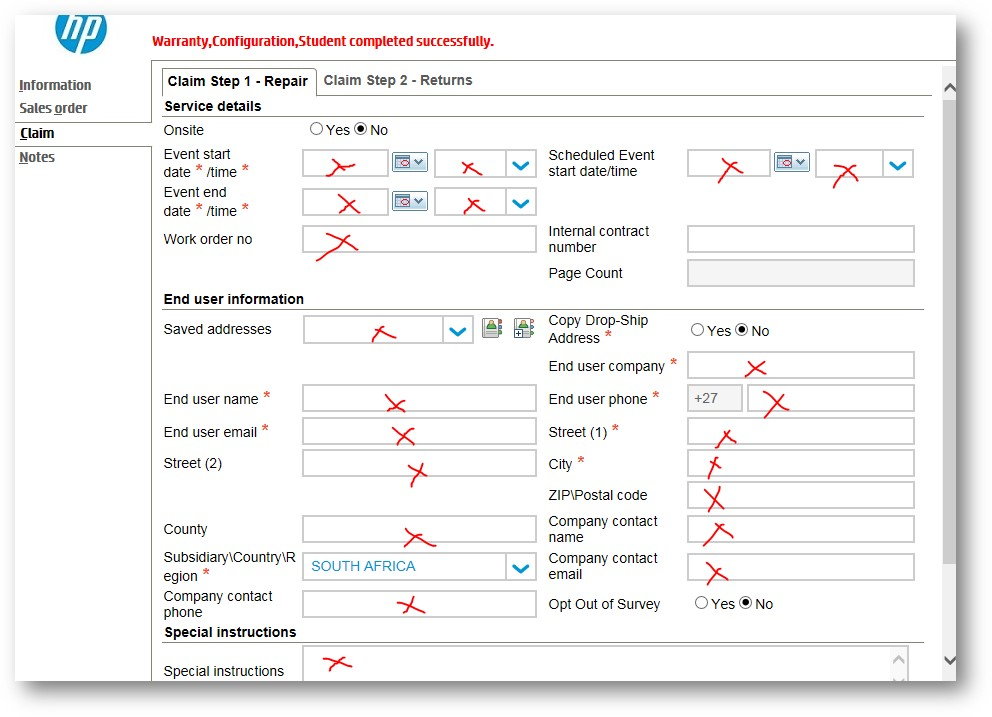 hp
Warranty,Configuration,Student completed successfully.
Information
Sales order
Claim
Notes
Claim Step 1 - Repair
Claim Step 2 - Returns
Service details
Onsite
Yes No
Event start
date * /time *
Scheduled Event
start date/time
Event end
date * /time *
Work order no
Internal contract
number
Page Count
End user information
Saved addresses
Copy Drop-Ship
Address *
Yes No
End user company *
End user name *
End user phone *
+27
End user email *
Street (1) *
Street (2)
City *
ZIP\Postal code
County
Company contact
name
Subsidiary\Country\R
egion *
SOUTH AFRICA
Company contact
email
Company contact
phone
Opt Out of Survey
Yes No
Special instructions
Special instructions